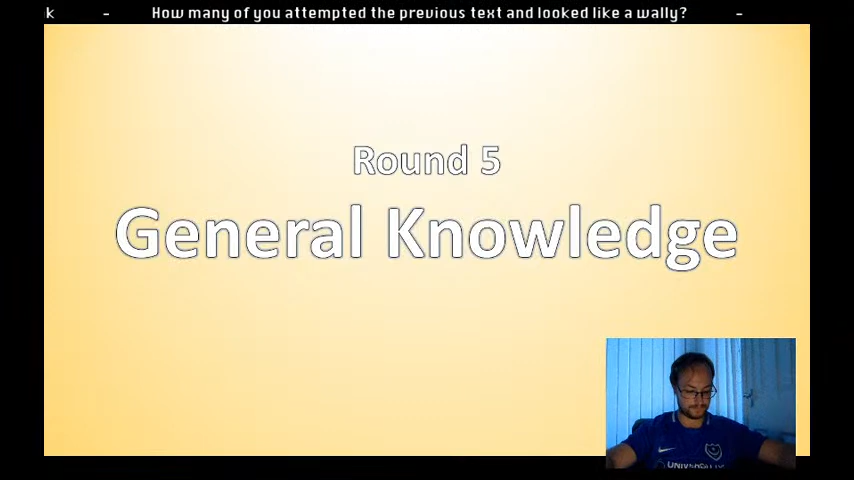 k - How many of you attempted the previous text and looked like a wally? -
Round 5
General Knowledge